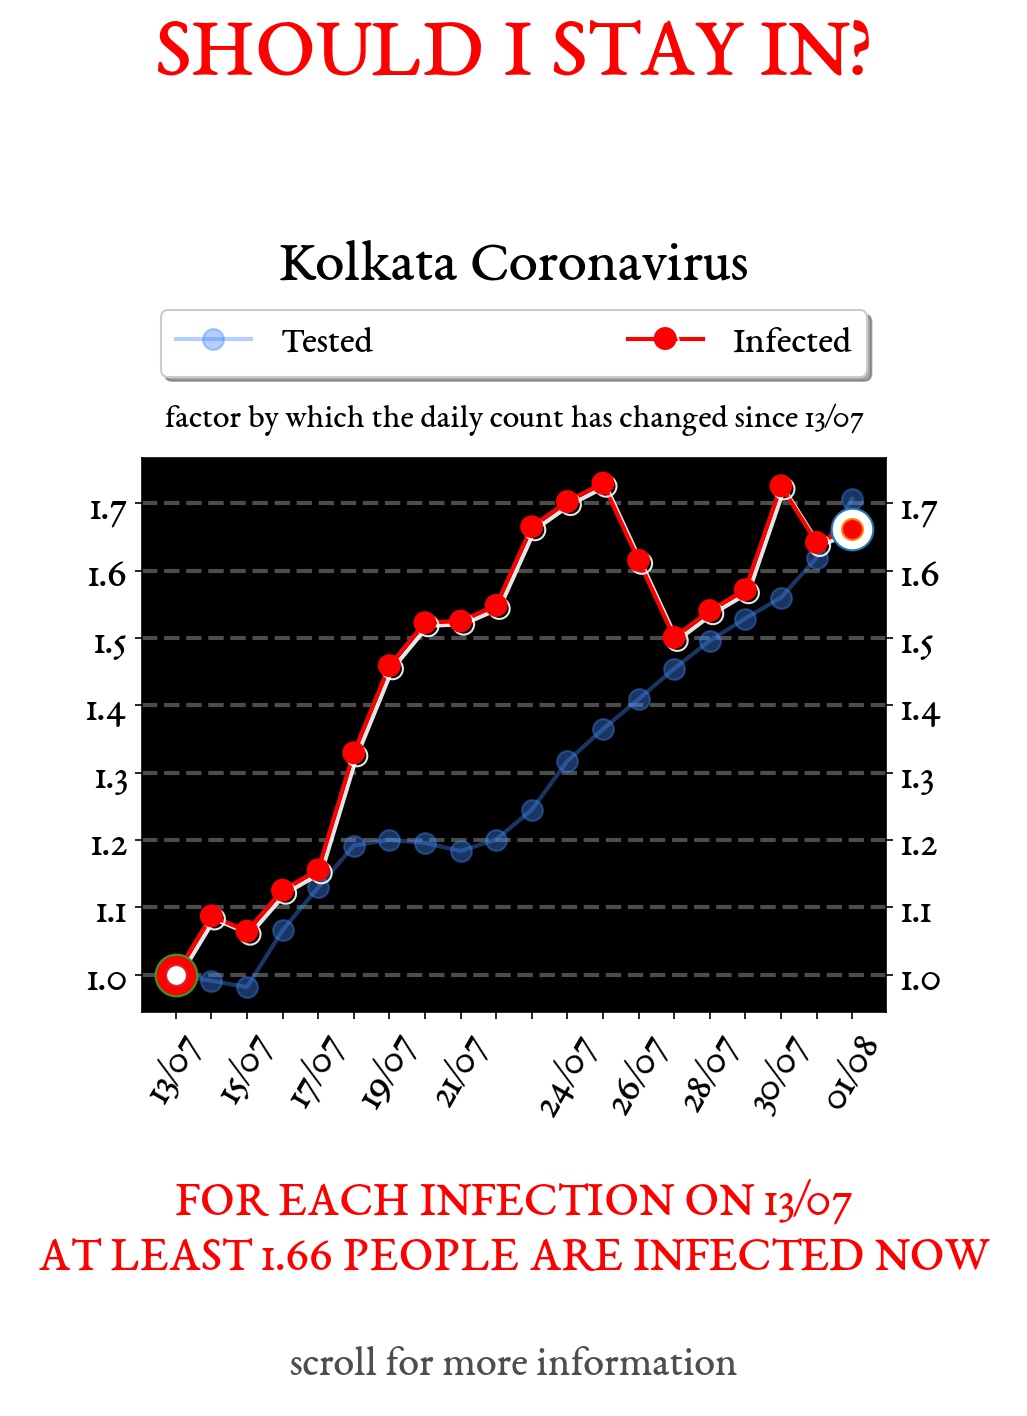 SHOULD I STAY IN?
Kolkata Coronavirus
Tested Infected
factor by which the daily count has changed since 13/07
1.7 1.7
1.6 1.6
1.5 1.5
1.4 1.4
1.3 1.3
1.2 1.2
1.1 1.1
1.0 1.0
13/07 15/07 17/07 19/07 21/07 24/07 26/07 28/07 30/07 01/08
FOR EACH INFECTION ON 13/07
AT LEAST 1.66 PEOPLE ARE INFECTED NOW
scroll for more information